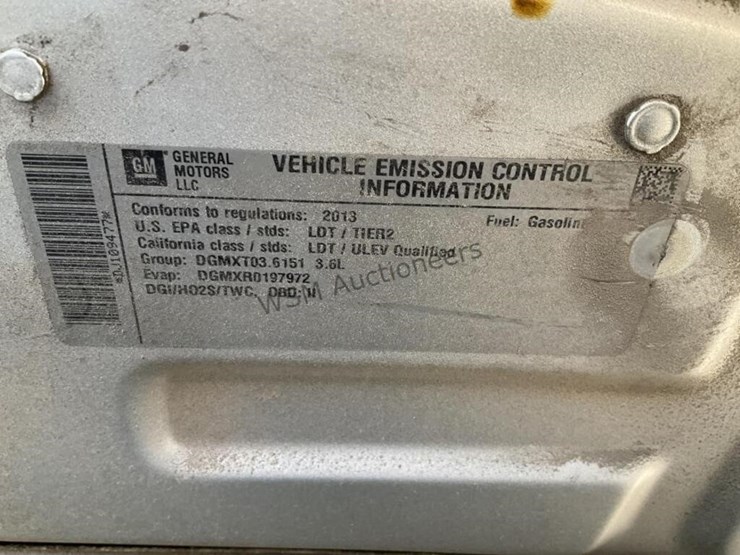 GM
GENERAL
MOTORS
LLC
VEHICLE EMISSION CONTROL
INFORMATION
Conforms to regulations: 2013
Fuel: Gasoline
U.S. EPA class / stds: LDT / TIER2
California class / stds: LDT / ULEV Qualified
Group: DGMXT03.6151 3.6L
Evap: DGMXR0197972
DGI/HO2S/TWC, OBD: II
*DJ109477W
WSM Auctioneers